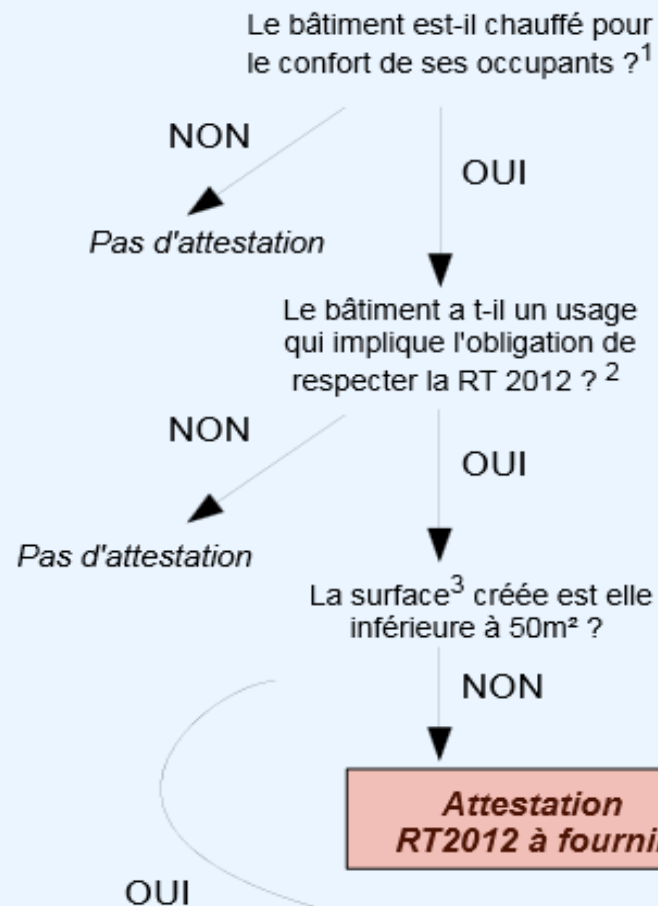 Le bâtiment est-il chauffé pour
le confort de ses occupants ?1
NON
OUI
Pas d'attestation
Le bâtiment a t-il un usage
qui implique l'obligation de
respecter la RT 2012 ? 2
NON
OUI
Pas d'attestation
La surface3 créée est elle
inférieure à 50m² ?
NON
Attestation
RT2012 à fourni
OUI